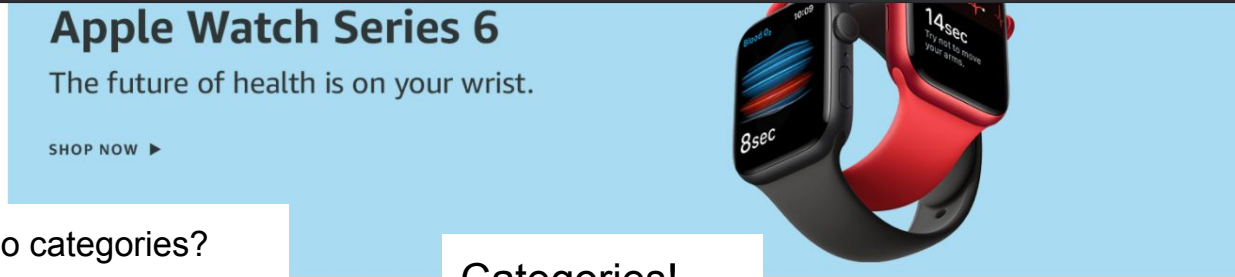 Apple Watch Series 6
The future of health is on your wrist.
SHOP NOW
10:09
Blood O₂
8sec
14sec
Try not to move
your arms.
o categories?
Categories!